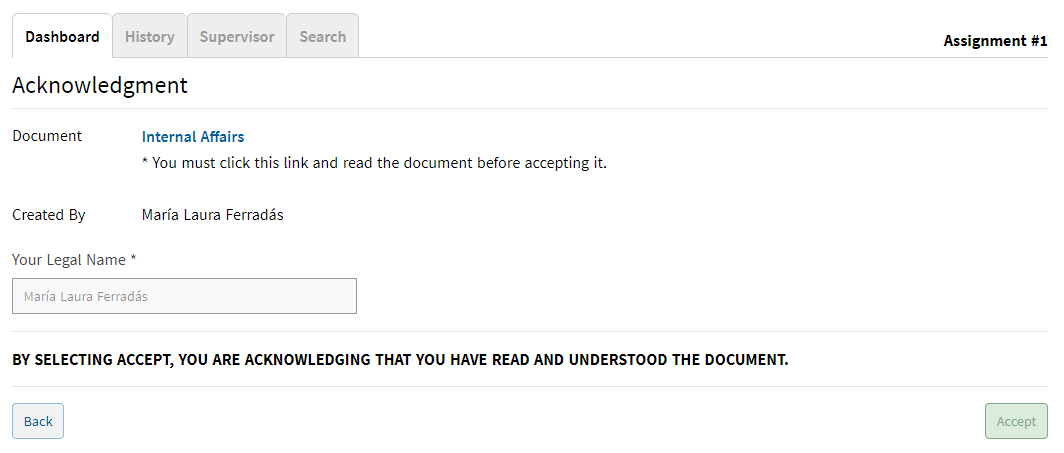 Dashboard History Supervisor Search
Assignment #1
Acknowledgment
Document Internal Affairs
* You must click this link and read the document before accepting it.
Created By María Laura Ferradás
Your Legal Name *
María Laura Ferradás
BY SELECTING ACCEPT, YOU ARE ACKNOWLEDGING THAT YOU HAVE READ AND UNDERSTOOD THE DOCUMENT.
Back Accept